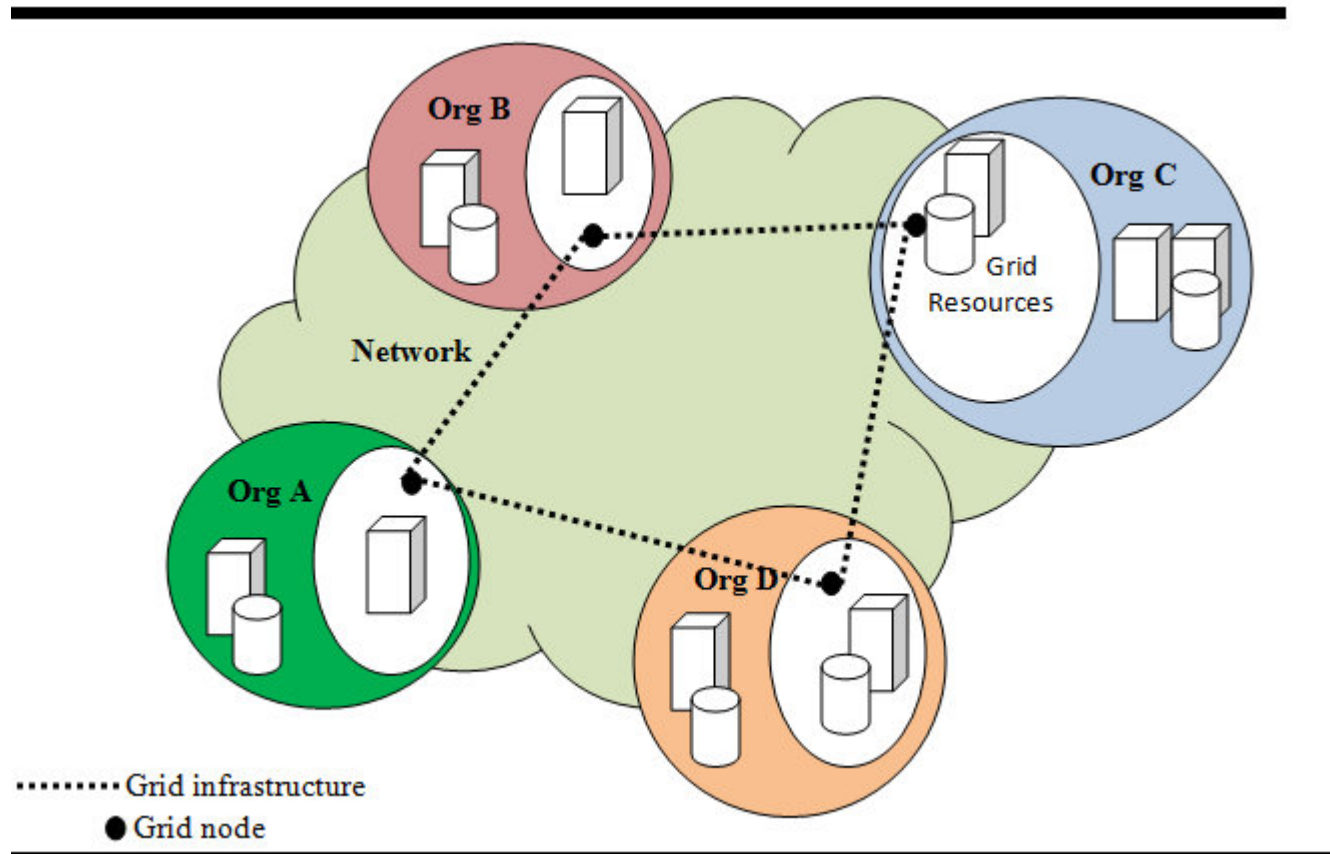 Org B
Org C
Grid
Resources
Network
Org A
Org D
Grid infrastructure
Grid node